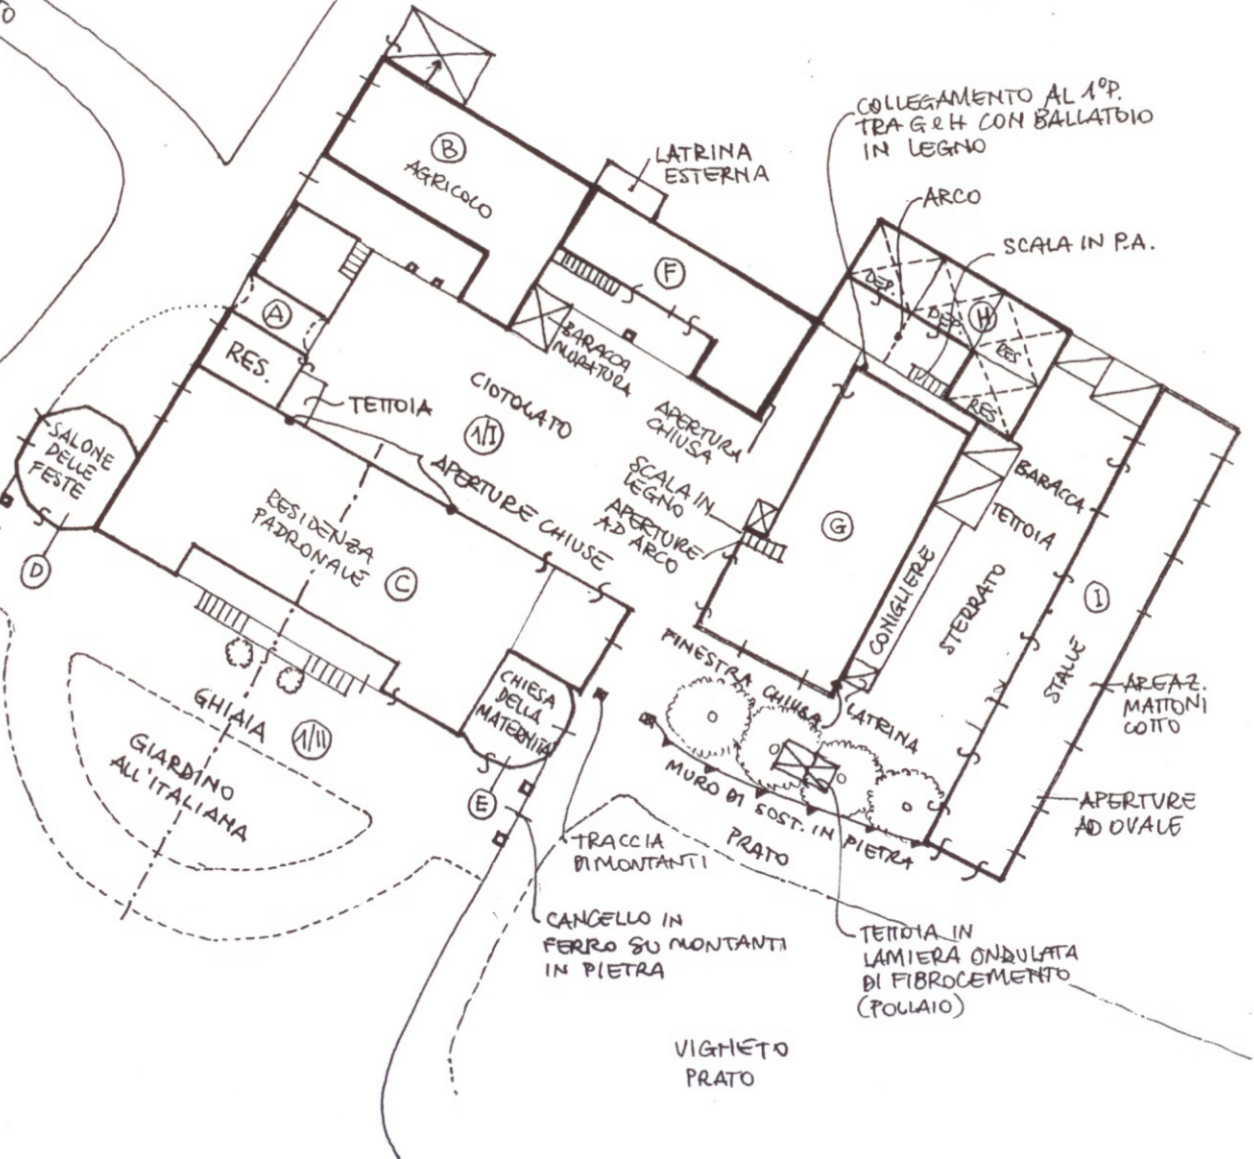 O
COLLEGAMENTO AL 1°P.
TRA G e H CON BALLATOIO
IN LEGNO
B
AGRICOLO
LATRINA
ESTERNA
ARCO
SCALA IN P.A.
F
DEP.
DEP.
H
RES
RES
A
RES.
BARACCA
MURATURA
TETTOIA
CIOTOLATO
1/I
APERTURA
CHIUSA
SALONE
DELLE
FESTE
APERTURE CHIUSE
SCALA IN
LEGNO
APERTURE
AD ARCO
G
BARACCA
TETTOIA
RESIDENZA
PADRONALE
C
D
CONIGLIERE
STERRATO
I
STALLE
FINESTRA CHIUSA
LATRINA
AREAZ.
MATTONI
COTTO
CHIESA
DELLA
MATERNITÀ
GHIAIA
1/II
GIARDINO
ALL'ITALIANA
E
MURO DI SOST. IN PIETRA
APERTURE
AD OVALE
PRATO
TRACCIA
DI MONTANTI
CANCELLO IN
FERRO SU MONTANTI
IN PIETRA
TETTOIA IN
LAMIERA ONDULATA
DI FIBROCEMENTO
(POLLAIO)
VIGNETO
PRATO